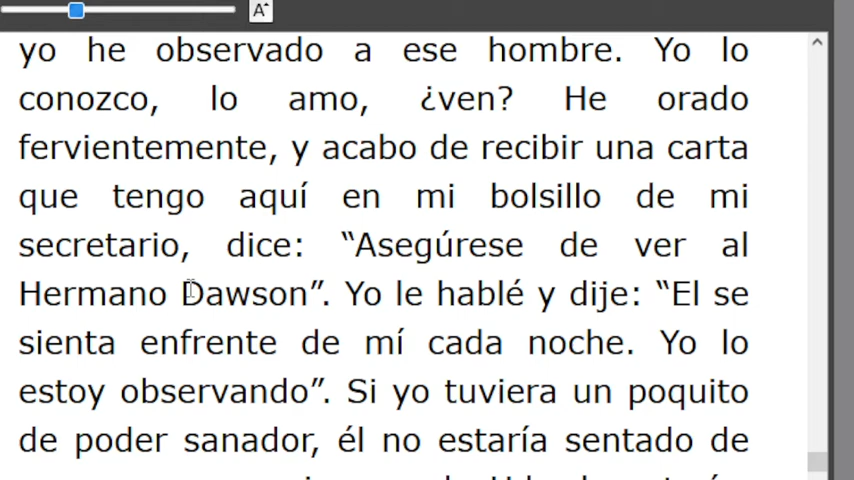 A
yo he observado a ese hombre. Yo lo
conozco, lo amo, ¿ven? He orado
fervientemente, y acabo de recibir una carta
que tengo aquí en mi bolsillo de mi
secretario, dice: “Asegúrese de ver al
Hermano Dawson”. Yo le hablé y dije: “El se
sienta enfrente de mí cada noche. Yo lo
estoy observando”. Si yo tuviera un poquito
de poder sanador, él no estaría sentado de